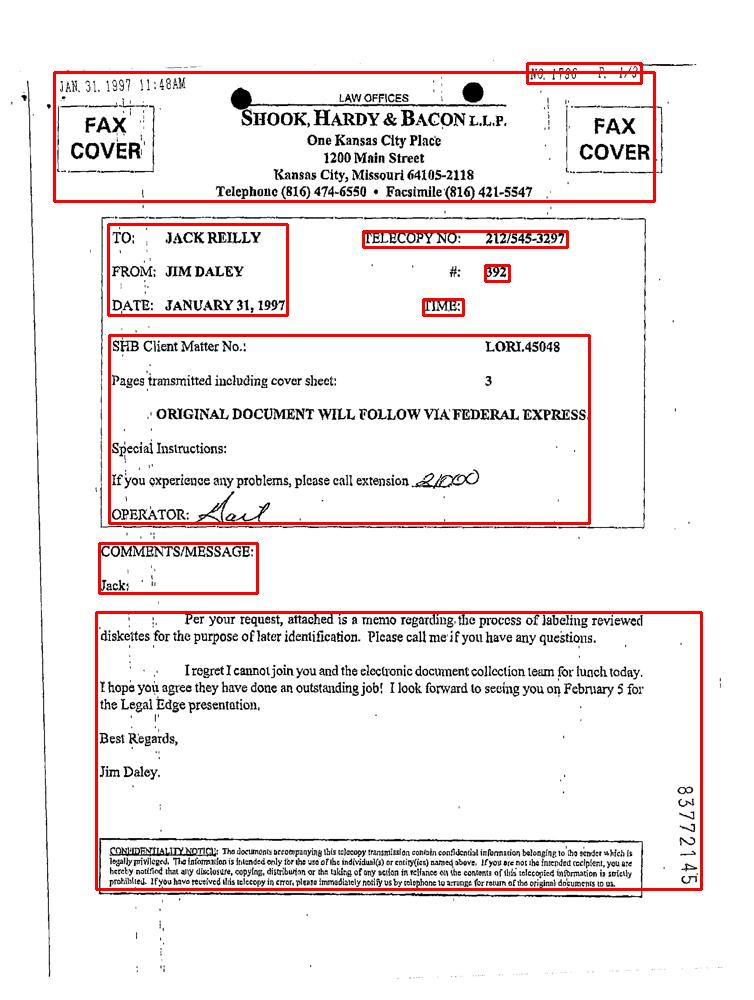 JAN. 31. 1997 11:48AM
NO. 1796 P. 1/3
LAW OFFICES
FAX COVER
SHOOK, HARDY & BACON L.L.P.
FAX COVER
One Kansas City Place
1200 Main Street
Kansas City, Missouri 64105-2118
Telephone (816) 474-6550 • Facsimile (816) 421-5547
TO: JACK REILLY TELECOPY NO: 212/545-3297
FROM: JIM DALEY #: 392
DATE: JANUARY 31, 1997 TIME:
SHB Client Matter No.: LORI.45048
Pages transmitted including cover sheet: 3
ORIGINAL DOCUMENT WILL FOLLOW VIA FEDERAL EXPRESS
Special Instructions:
If you experience any problems, please call extension 21000
OPERATOR: Gail
COMMENTS/MESSAGE:
Jack:
Per your request, attached is a memo regarding the process of labeling reviewed
diskettes for the purpose of later identification. Please call me if you have any questions.
I regret I cannot join you and the electronic document collection team for lunch today.
I hope you agree they have done an outstanding job! I look forward to seeing you on February 5 for
the Legal Edge presentation.
Best Regards,
Jim Daley.
83772145
CONFIDENTIALITY NOTICE: The documents accompanying this telecopy transmission contain confidential information belonging to the sender which is
legally privileged. The information is intended only for the use of the individual(s) or entity(ies) named above. If you are not the intended recipient, you are
hereby notified that any disclosure, copying, distribution or the taking of any action in reliance on the contents of this telecopied information is strictly
prohibited. If you have received this telecopy in error, please immediately notify us by telephone to arrange for return of the original documents to us.